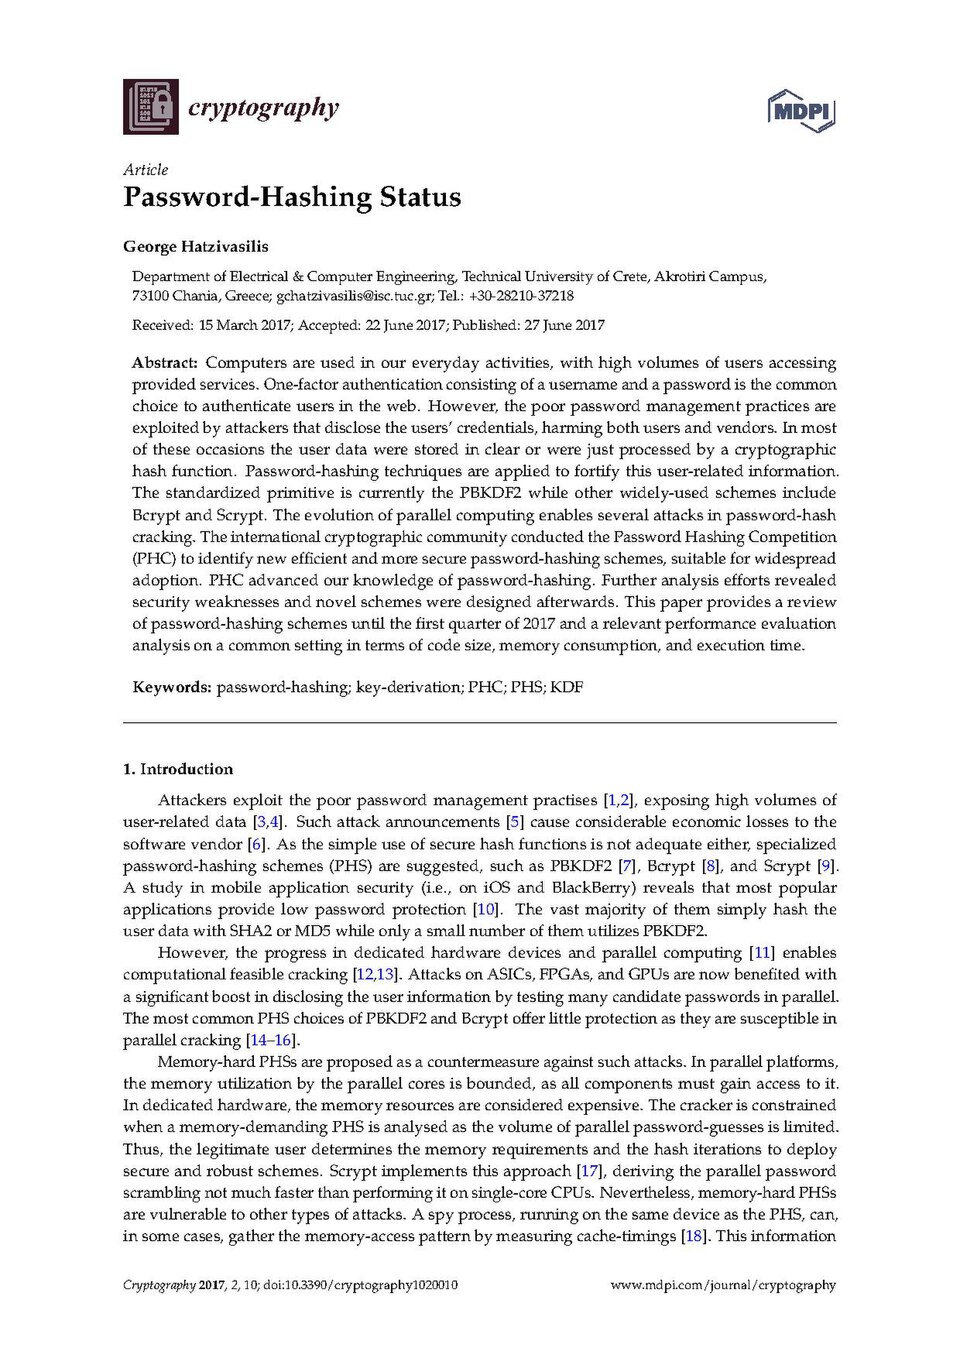 cryptography
MDPI
Article
Password-Hashing Status
George Hatzivasilis
Department of Electrical & Computer Engineering, Technical University of Crete, Akrotiri Campus,
73100 Chania, Greece; gchatzivasilis@isc.tuc.gr; Tel.: +30-28210-37218
Received: 15 March 2017; Accepted: 22 June 2017; Published: 27 June 2017
Abstract: Computers are used in our everyday activities, with high volumes of users accessing
provided services. One-factor authentication consisting of a username and a password is the common
choice to authenticate users in the web. However, the poor password management practices are
exploited by attackers that disclose the users’ credentials, harming both users and vendors. In most
of these occasions the user data were stored in clear or were just processed by a cryptographic
hash function. Password-hashing techniques are applied to fortify this user-related information.
The standardized primitive is currently the PBKDF2 while other widely-used schemes include
Bcrypt and Scrypt. The evolution of parallel computing enables several attacks in password-hash
cracking. The international cryptographic community conducted the Password Hashing Competition
(PHC) to identify new efficient and more secure password-hashing schemes, suitable for widespread
adoption. PHC advanced our knowledge of password-hashing. Further analysis efforts revealed
security weaknesses and novel schemes were designed afterwards. This paper provides a review
of password-hashing schemes until the first quarter of 2017 and a relevant performance evaluation
analysis on a common setting in terms of code size, memory consumption, and execution time.
Keywords: password-hashing; key-derivation; PHC; PHS; KDF
1. Introduction
Attackers exploit the poor password management practises [1,2], exposing high volumes of
user-related data [3,4]. Such attack announcements [5] cause considerable economic losses to the
software vendor [6]. As the simple use of secure hash functions is not adequate either, specialized
password-hashing schemes (PHS) are suggested, such as PBKDF2 [7], Bcrypt [8], and Scrypt [9].
A study in mobile application security (i.e., on iOS and BlackBerry) reveals that most popular
applications provide low password protection [10]. The vast majority of them simply hash the
user data with SHA2 or MD5 while only a small number of them utilizes PBKDF2.
However, the progress in dedicated hardware devices and parallel computing [11] enables
computational feasible cracking [12,13]. Attacks on ASICs, FPGAs, and GPUs are now benefited with
a significant boost in disclosing the user information by testing many candidate passwords in parallel.
The most common PHS choices of PBKDF2 and Bcrypt offer little protection as they are susceptible in
parallel cracking [14–16].
Memory-hard PHSs are proposed as a countermeasure against such attacks. In parallel platforms,
the memory utilization by the parallel cores is bounded, as all components must gain access to it.
In dedicated hardware, the memory resources are considered expensive. The cracker is constrained
when a memory-demanding PHS is analysed as the volume of parallel password-guesses is limited.
Thus, the legitimate user determines the memory requirements and the hash iterations to deploy
secure and robust schemes. Scrypt implements this approach [17], deriving the parallel password
scrambling not much faster than performing it on single-core CPUs. Nevertheless, memory-hard PHSs
are vulnerable to other types of attacks. A spy process, running on the same device as the PHS, can,
in some cases, gather the memory-access pattern by measuring cache-timings [18]. This information
Cryptography 2017, 2, 10; doi:10.3390/cryptography1020010
www.mdpi.com/journal/cryptography